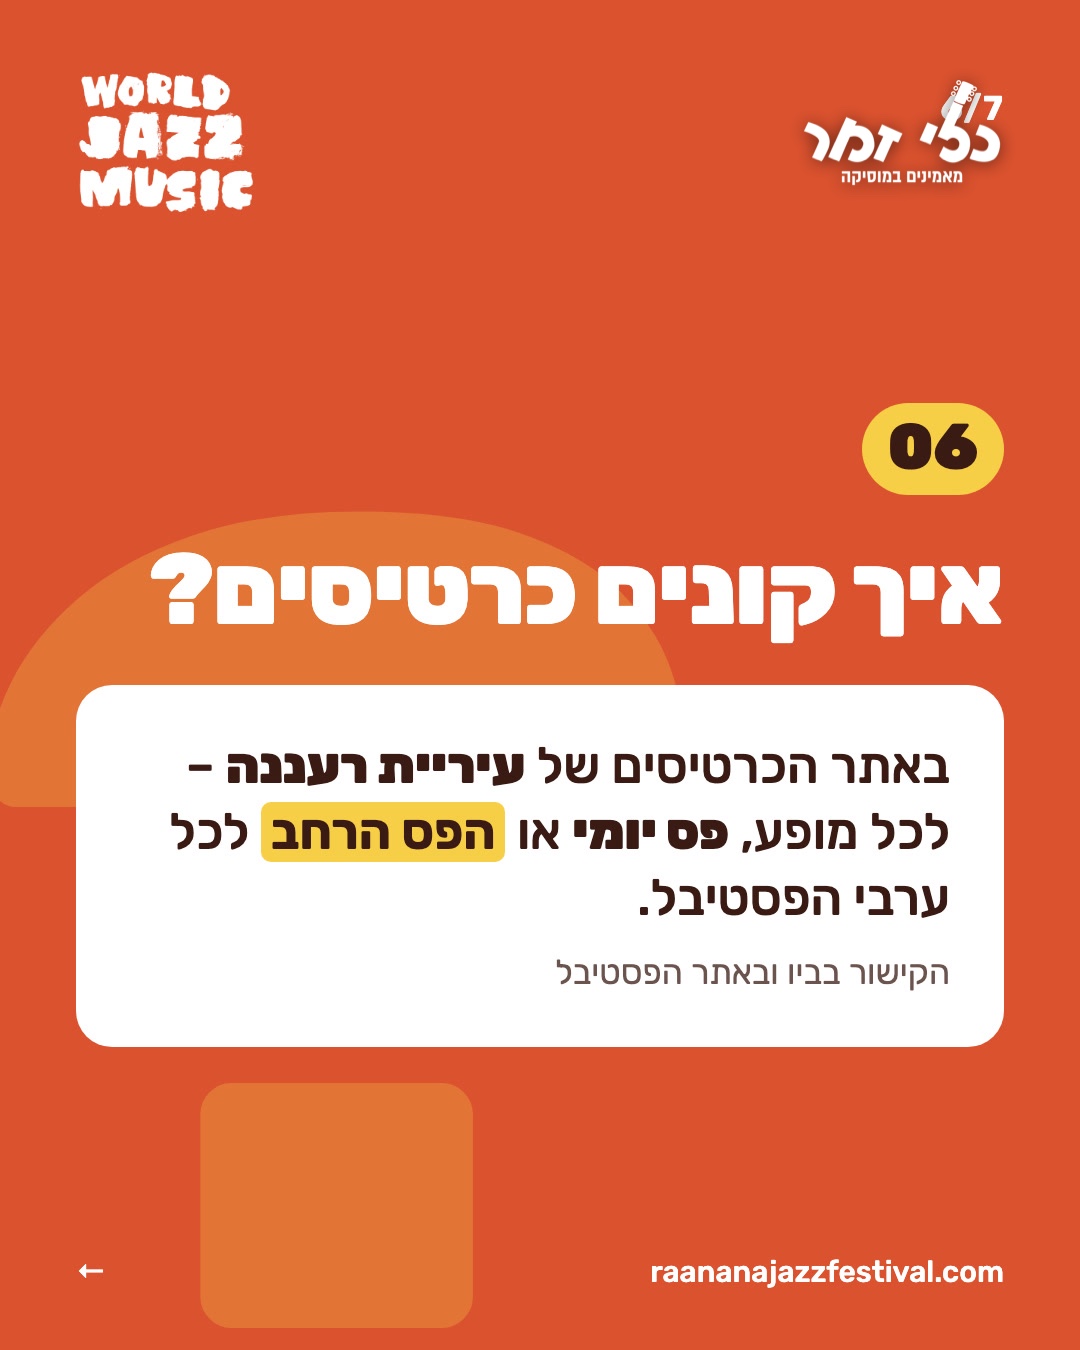 WORLD
JAZZ
MUSIC
כלי זמר
מאמינים במוסיקה
06
איך קונים כרטיסים?
באתר הכרטיסים של עיריית רעננה –
לכל מופע, פס יומי או הפס הרחב לכל
ערבי הפסטיבל.
הקישור בביו ובאתר הפסטיבל
←
raananajazzfestival.com